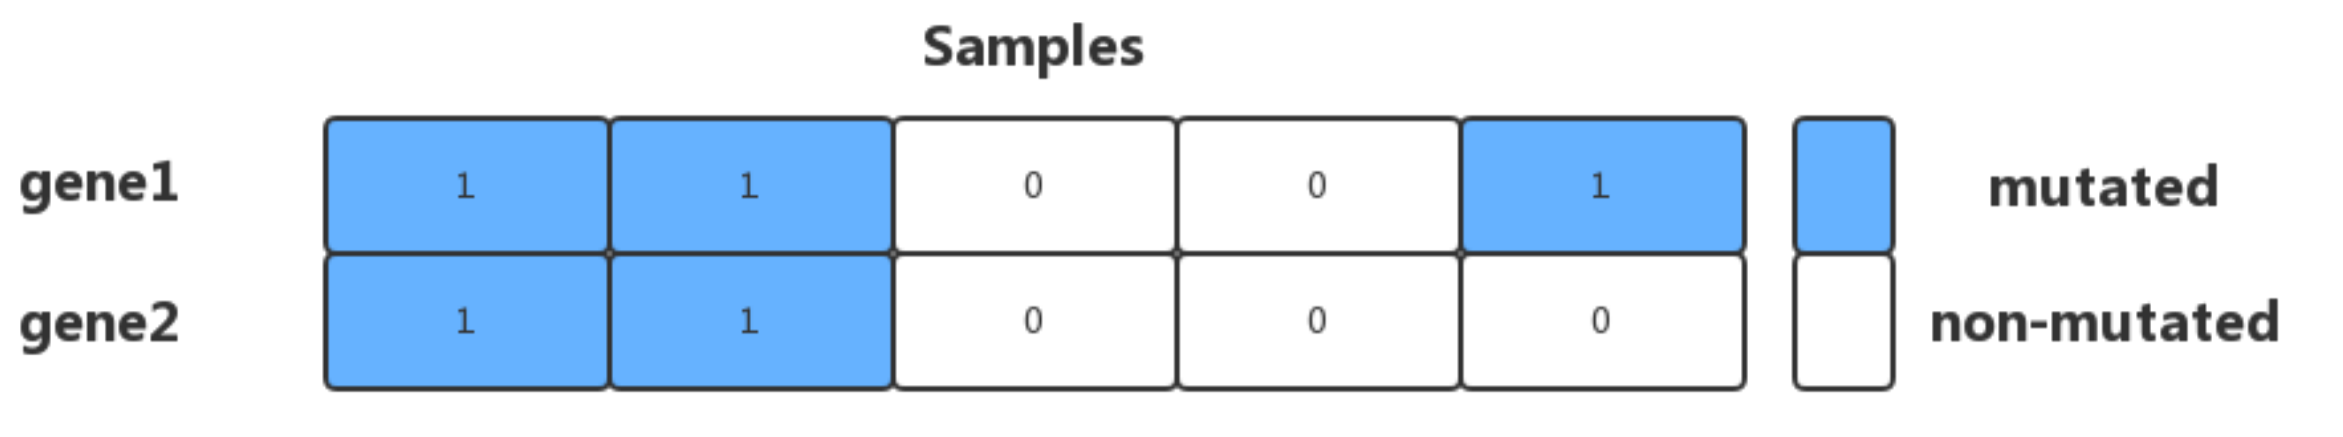 Samples
gene1 1 1 0 0 1 mutated
gene2 1 1 0 0 0 non-mutated